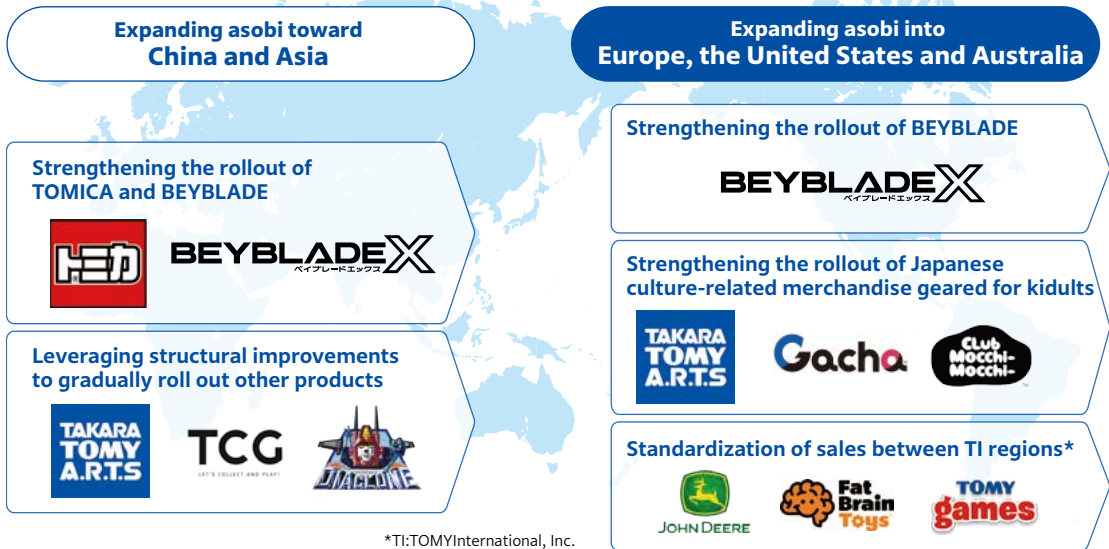 Expanding asobi toward
China and Asia
Strengthening the rollout of
TOMICA and BEYBLADE
トミカ
BEYBLADE X
ベイブレードエックス
Leveraging structural improvements
to gradually roll out other products
TAKARA
TOMY
A.R.T.S
TCG
LET'S COLLECT AND PLAY!
DIACLONE
Expanding asobi into
Europe, the United States and Australia
Strengthening the rollout of BEYBLADE
BEYBLADE X
ベイブレードエックス
Strengthening the rollout of Japanese
culture-related merchandise geared for kidults
TAKARA
TOMY
A.R.T.S
Gacha
CLUB
Mocchi-
Mocchi-
TM
Standardization of sales between TI regions*
JOHN DEERE
Fat
Brain
Toys
TOMY
games
*TI:TOMYInternational, Inc.